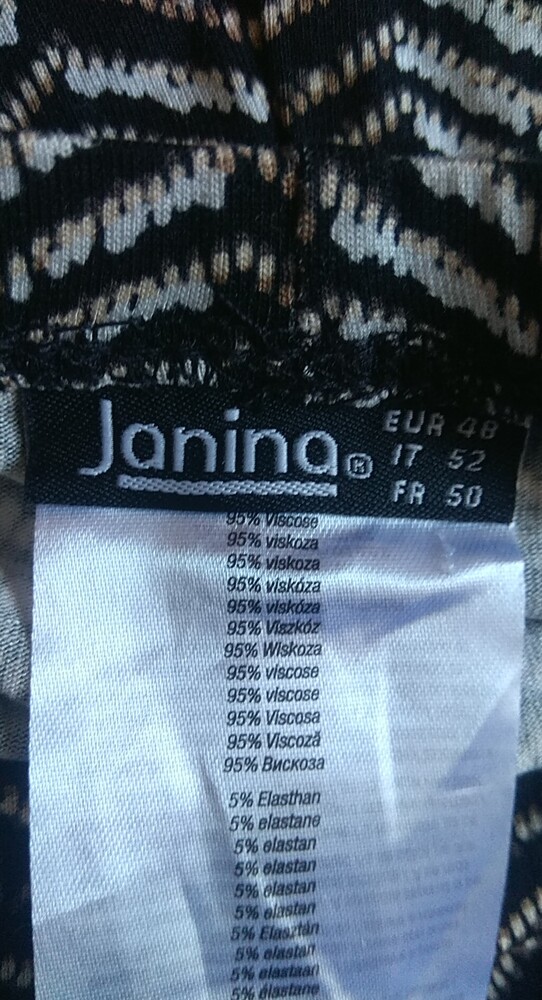 Janina®
EUR 48
IT 52
FR 50
95% Viscose
95% viskoza
95% viskoza
95% viskóza
95% viskóza
95% Viszkóz
95% Wiskoza
95% viscose
95% viscose
95% Viscosa
95% Viscoză
95% Вискоза
5% Elasthan
5% elastane
5% elastan
5% elastan
5% elastan
5% elastan
5% Elasztán
5% elastan
5% elastaan
5% élastane